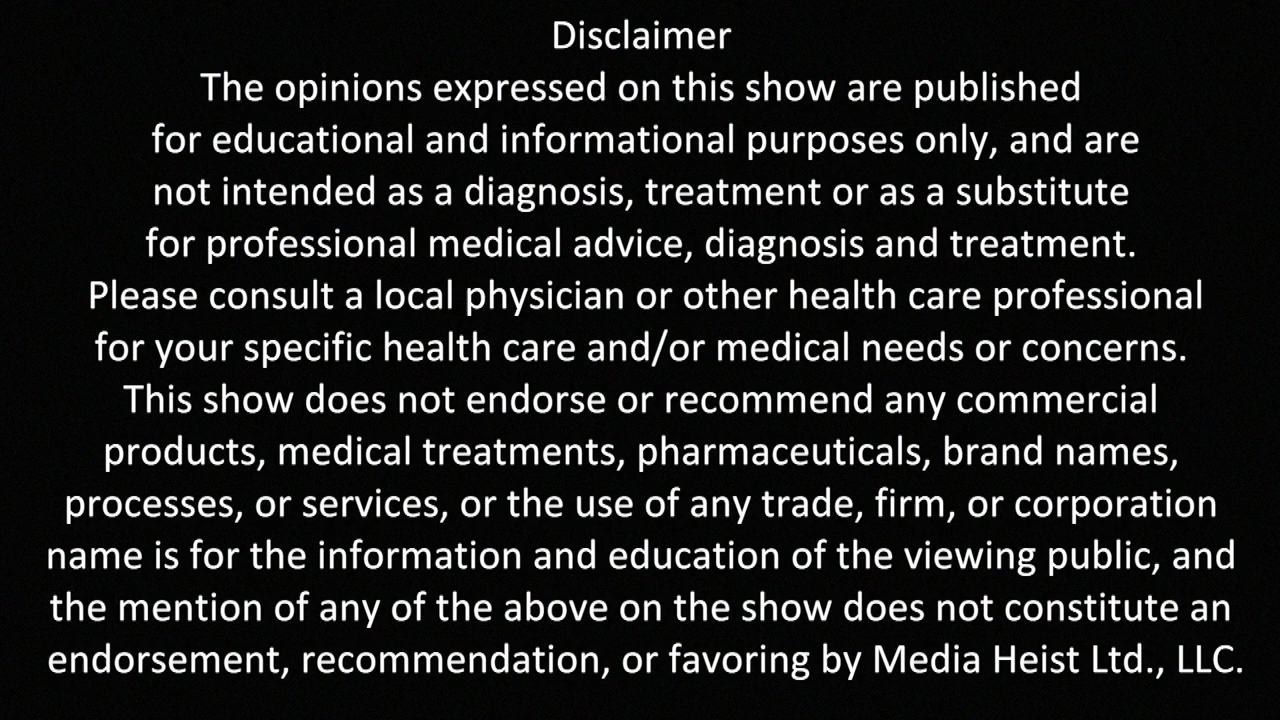 Disclaimer
The opinions expressed on this show are published
for educational and informational purposes only, and are
not intended as a diagnosis, treatment or as a substitute
for professional medical advice, diagnosis and treatment.
Please consult a local physician or other health care professional
for your specific health care and/or medical needs or concerns.
This show does not endorse or recommend any commercial
products, medical treatments, pharmaceuticals, brand names,
processes, or services, or the use of any trade, firm, or corporation
name is for the information and education of the viewing public, and
the mention of any of the above on the show does not constitute an
endorsement, recommendation, or favoring by Media Heist Ltd., LLC.